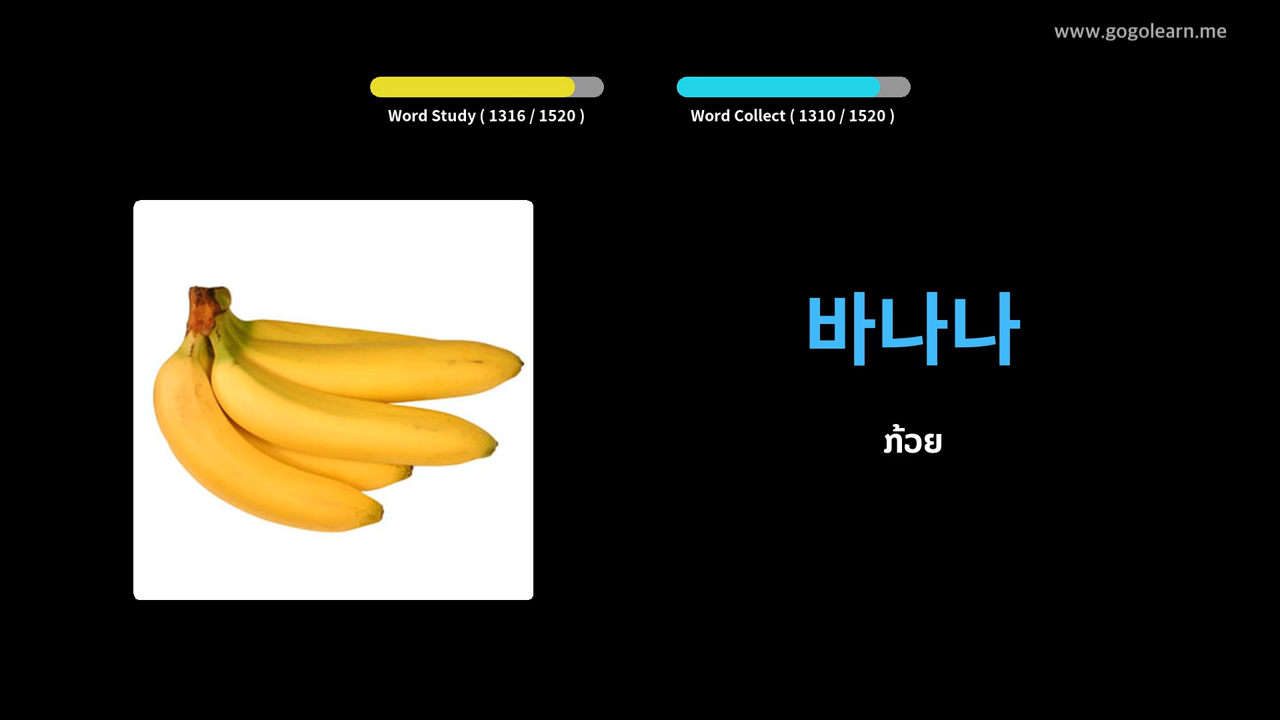 www.gogolearn.me
Word Study ( 1316 / 1520 )
Word Collect ( 1310 / 1520 )
바나나
ກ້ວຍ